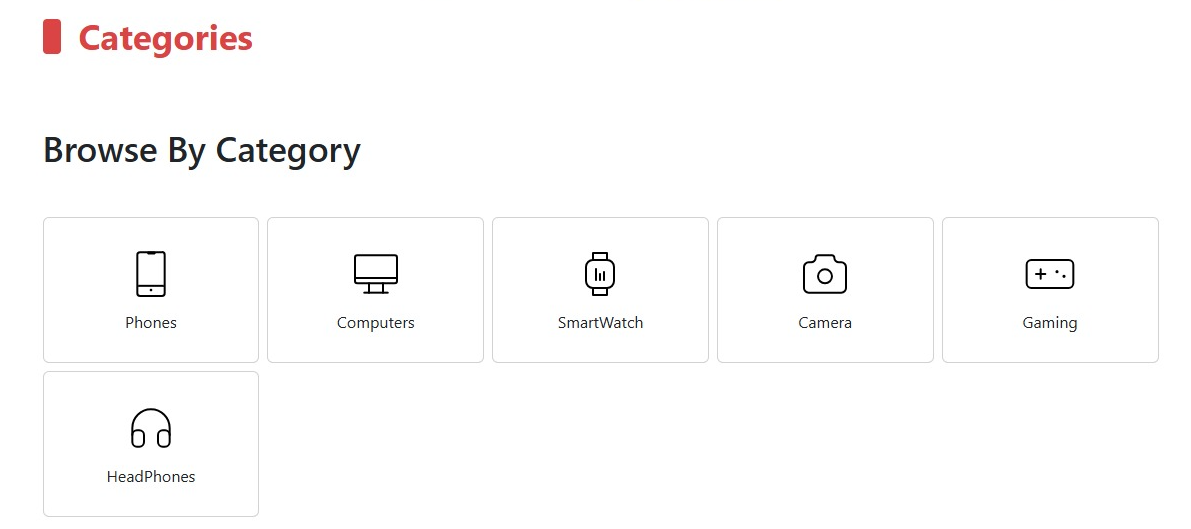 Categories
Browse By Category
Phones
Computers
SmartWatch
Camera
Gaming
HeadPhones